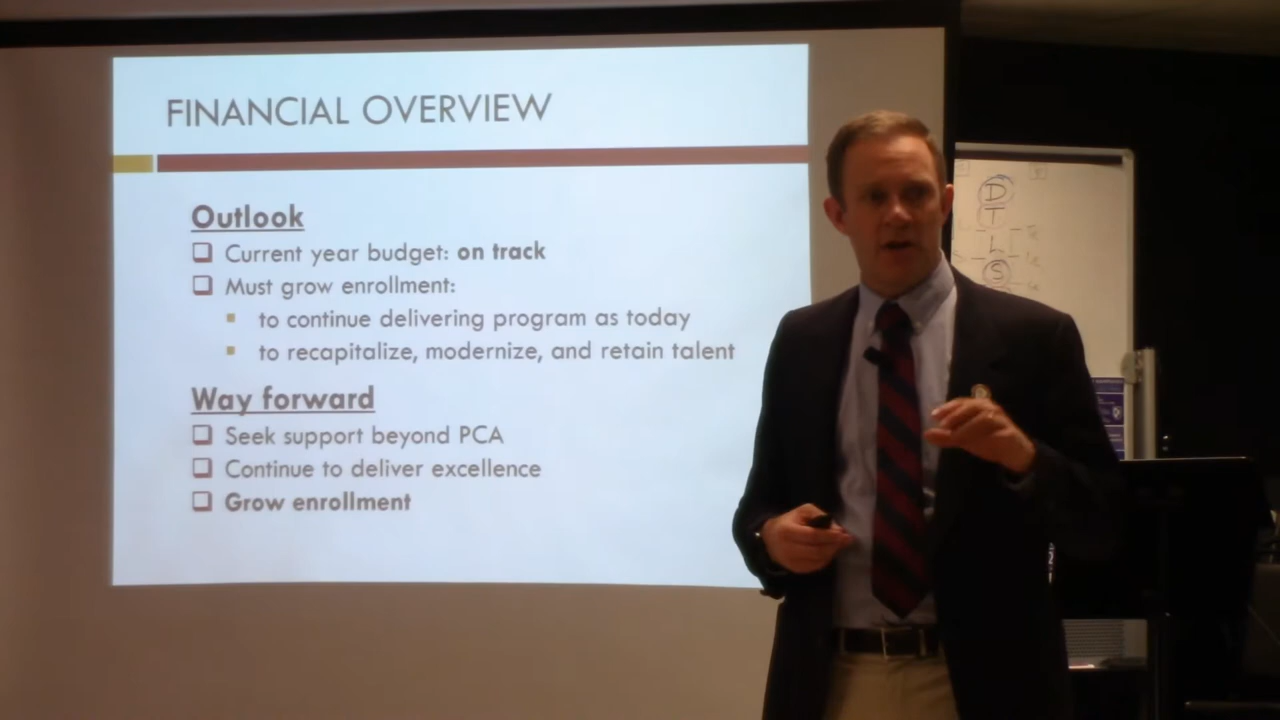 FINANCIAL OVERVIEW
Outlook
Current year budget: on track
Must grow enrollment:
to continue delivering program as today
to recapitalize, modernize, and retain talent
Way forward
Seek support beyond PCA
Continue to deliver excellence
Grow enrollment
D
T
L
S